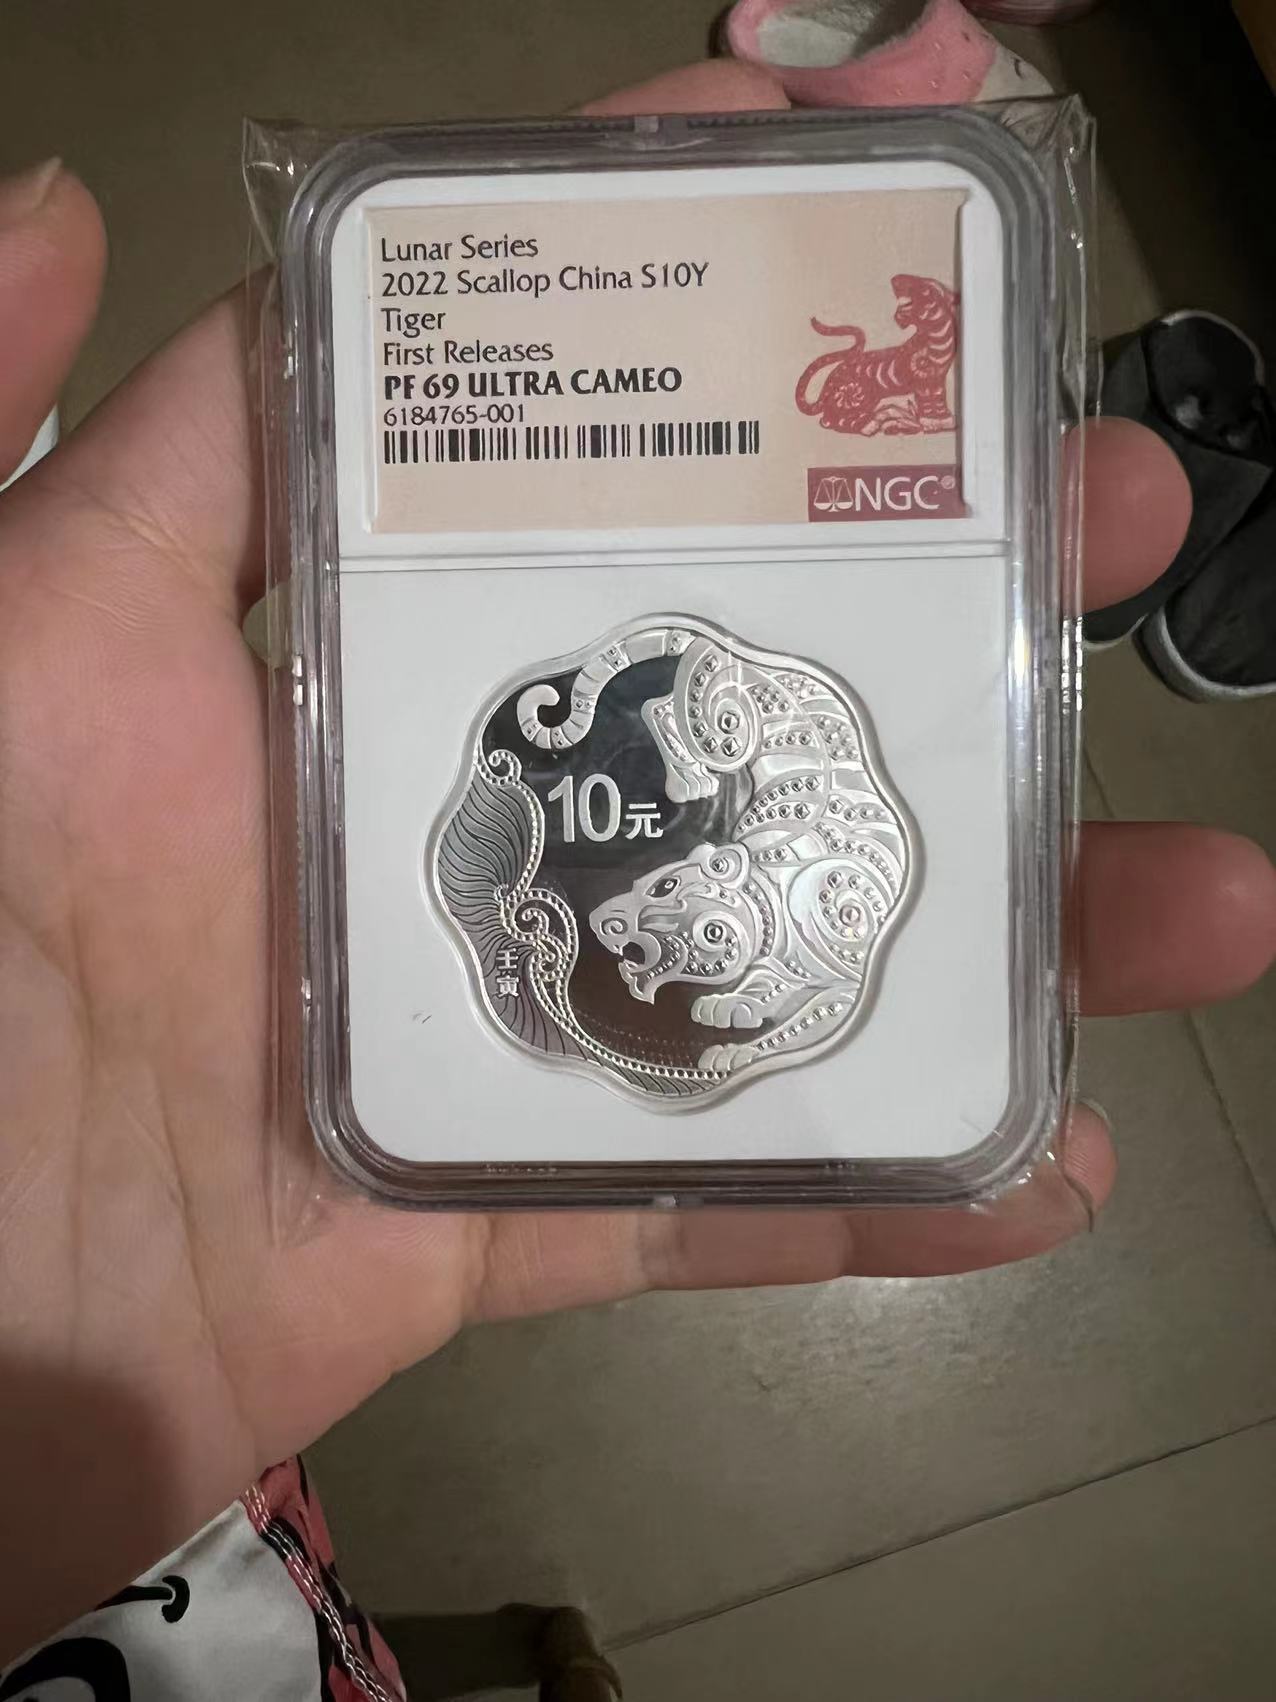 Lunar Series
2022 Scallop China S10Y
Tiger
First Releases
PF 69 ULTRA CAMEO
6184765-001
NGC
10元
壬寅